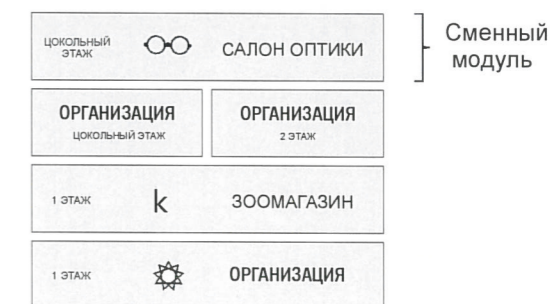 ЦОКОЛЬНЫЙ
ЭТАЖ
САЛОН ОПТИКИ
Сменный
модуль
ОРГАНИЗАЦИЯ
ЦОКОЛЬНЫЙ ЭТАЖ
ОРГАНИЗАЦИЯ
2 ЭТАЖ
1 ЭТАЖ
k
ЗООМАГАЗИН
1 ЭТАЖ
ОРГАНИЗАЦИЯ